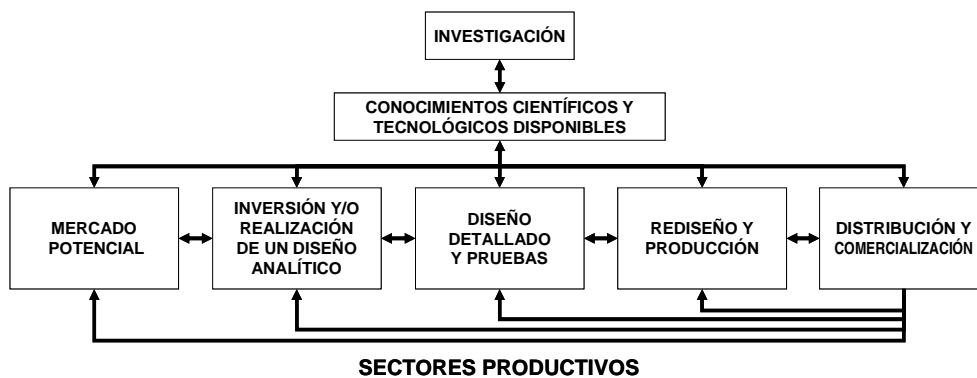 INVESTIGACIÓN
CONOCIMIENTOS CIENTÍFICOS Y
TECNOLÓGICOS DISPONIBLES
MERCADO
POTENCIAL
INVERSIÓN Y/O
REALIZACIÓN
DE UN DISEÑO
ANALÍTICO
DISEÑO
DETALLADO
Y PRUEBAS
REDISEÑO Y
PRODUCCIÓN
DISTRIBUCIÓN Y
COMERCIALIZACIÓN
SECTORES PRODUCTIVOS